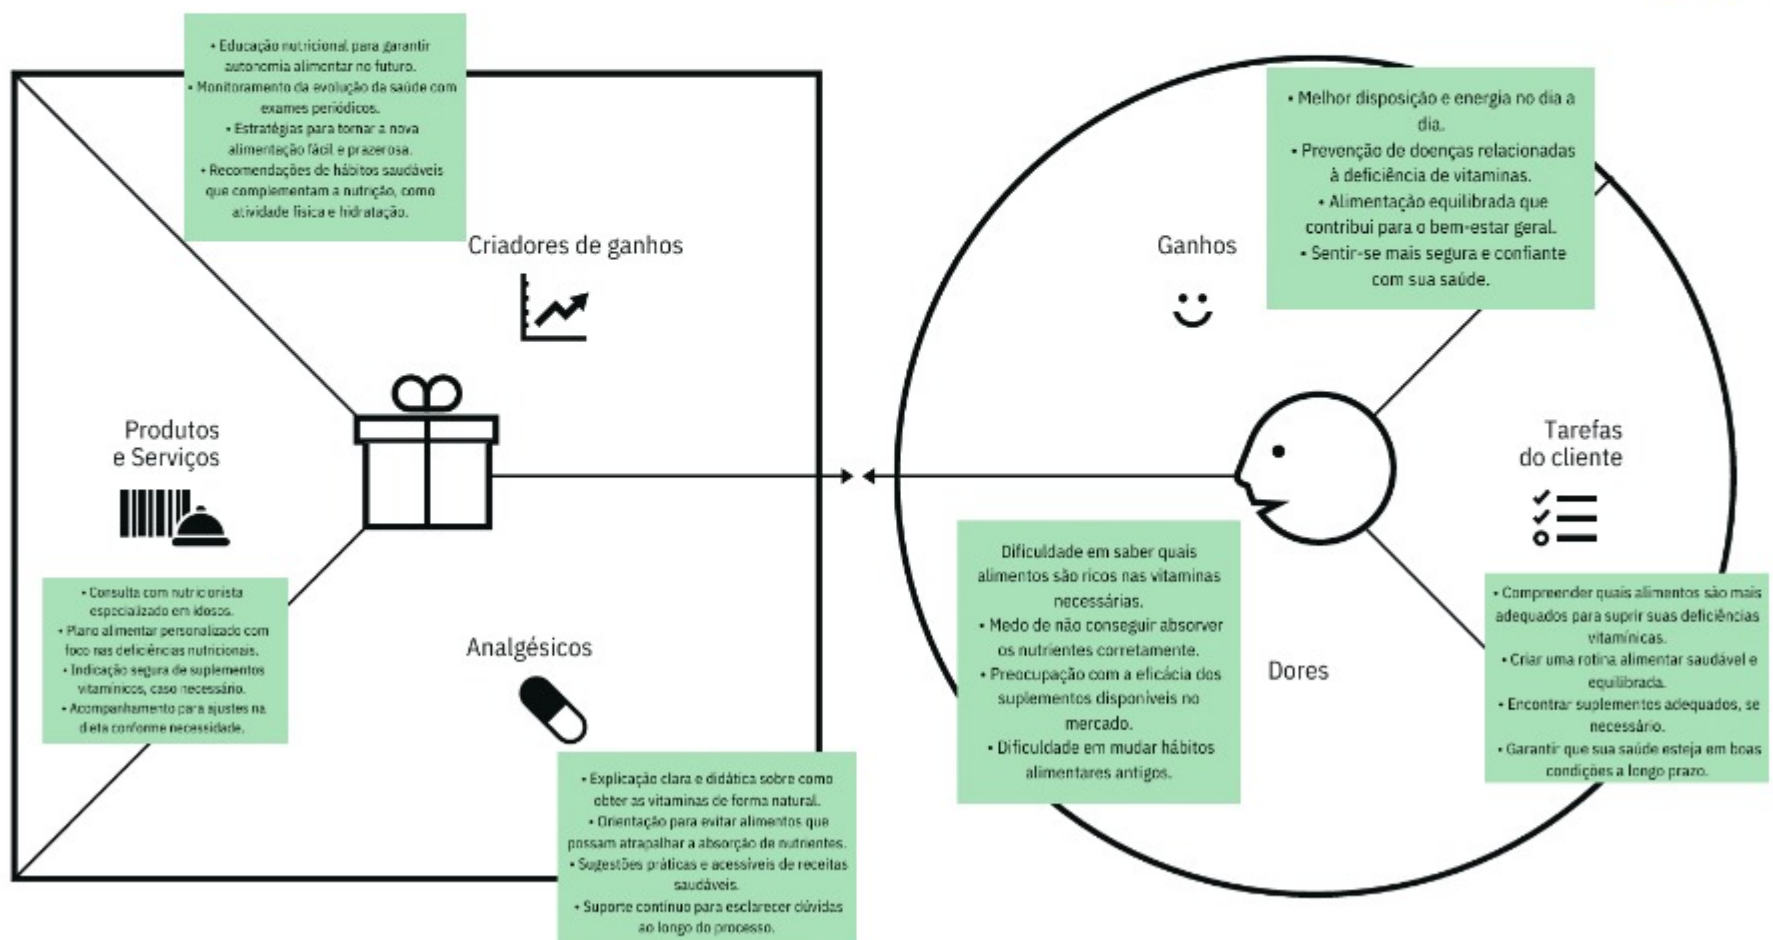 • Educação nutricional para garantir
autonomia alimentar no futuro.
• Monitoramento da evolução da saúde com
exames periódicos.
• Estratégias para tornar a nova
alimentação fácil e prazerosa.
• Recomendações de hábitos saudáveis
que complementam a nutrição, como
atividade física e hidratação.
Criadores de ganhos
Produtos
e Serviços
• Consulta com nutricionista
especializado em idosos.
• Plano alimentar personalizado com
foco nas deficiências nutricionais.
• Indicação segura de suplementos
vitamínicos, caso necessário.
• Acompanhamento para ajustes na
dieta conforme necessidade.
Analgésicos
• Explicação clara e didática sobre como
obter as vitaminas de forma natural.
• Orientação para evitar alimentos que
possam atrapalhar a absorção de nutrientes.
• Sugestões práticas e acessíveis de receitas
saudáveis.
• Suporte contínuo para esclarecer dúvidas
ao longo do processo.
Ganhos
• Melhor disposição e energia no dia a
dia.
• Prevenção de doenças relacionadas
à deficiência de vitaminas.
• Alimentação equilibrada que
contribui para o bem-estar geral.
• Sentir-se mais segura e confiante
com sua saúde.
Tarefas
do cliente
• Compreender quais alimentos são mais
adequados para suprir suas deficiências
vitamínicas.
• Criar uma rotina alimentar saudável e
equilibrada.
• Encontrar suplementos adequados, se
necessário.
• Garantir que sua saúde esteja em boas
condições a longo prazo.
Dificuldade em saber quais
alimentos são ricos nas vitaminas
necessárias.
• Medo de não conseguir absorver
os nutrientes corretamente.
• Preocupação com a eficácia dos
suplementos disponíveis no
mercado.
• Dificuldade em mudar hábitos
alimentares antigos.
Dores